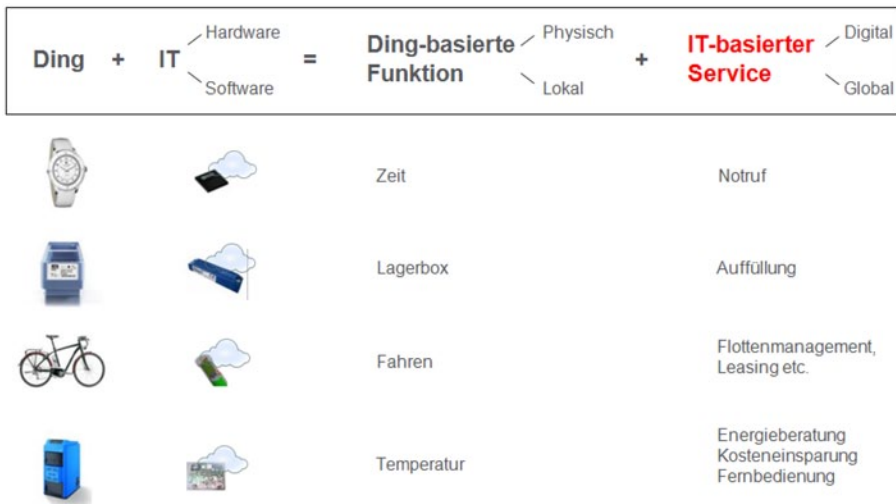 Ding + IT Hardware Software = Ding-basierte Funktion Physisch Lokal + IT-basierter Service Digital Global
Zeit Notruf
Lagerbox Auffüllung
Fahren Flottenmanagement,
Leasing etc.
Temperatur Energieberatung
Kosteneinsparung
Fernbedienung